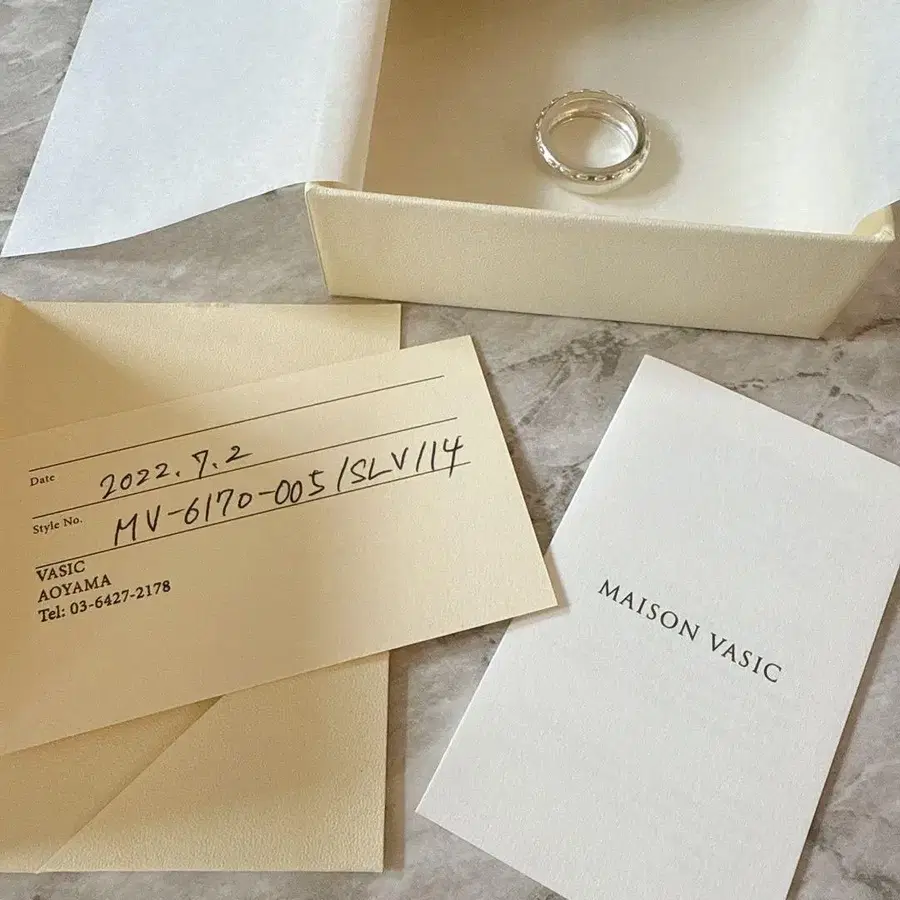 Date 2022.7.2
Style No. MV-6170-005/SLV/14
VASIC
AOYAMA
Tel: 03-6427-2178
MAISON VASIC